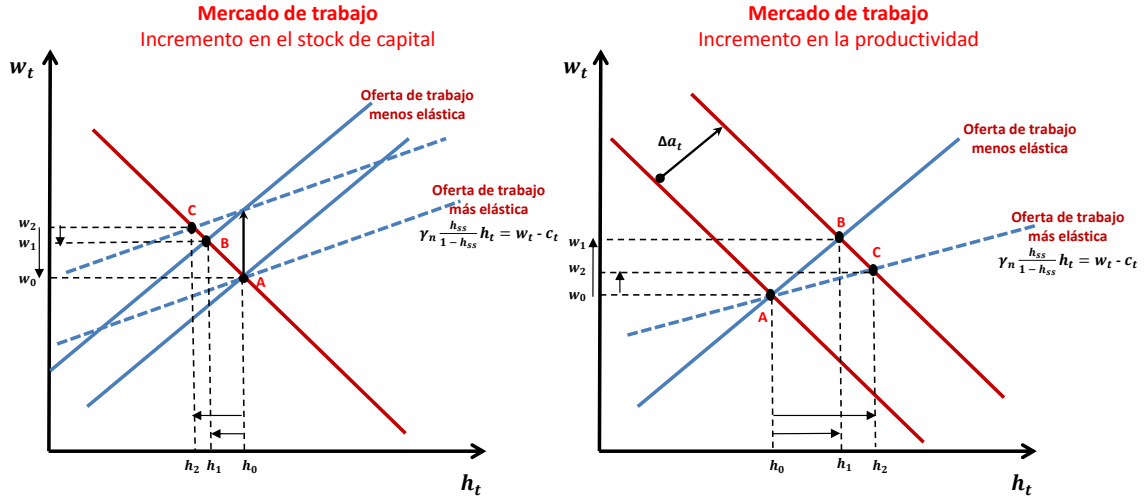 Mercado de trabajo
Incremento en el stock de capital
w_t
Oferta de trabajo
menos elástica
Oferta de trabajo
más elástica
γ_n h_ss/(1 - h_ss) h_t = w_t - c_t
C
B
A
w_2
w_1
w_0
h_2
h_1
h_0
h_t
Mercado de trabajo
Incremento en la productividad
w_t
Δa_t
Oferta de trabajo
menos elástica
Oferta de trabajo
más elástica
γ_n h_ss/(1 - h_ss) h_t = w_t - c_t
B
C
A
w_1
w_2
w_0
h_0
h_1
h_2
h_t